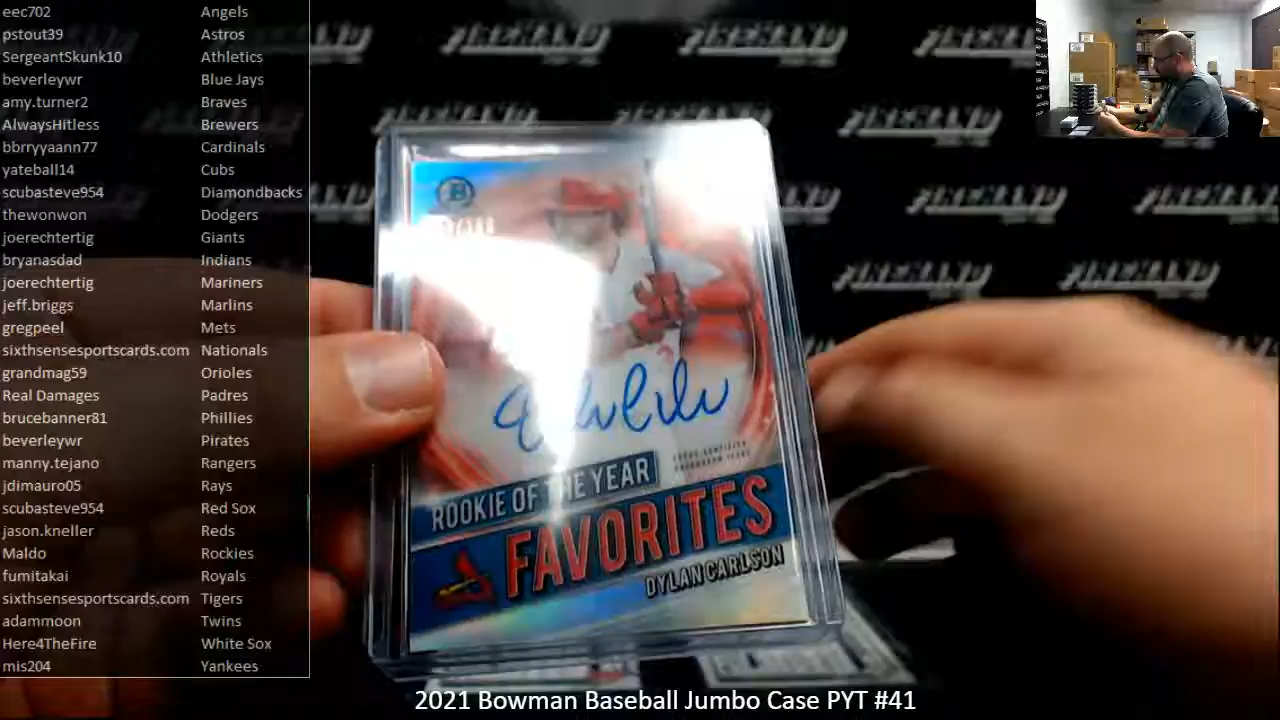 eec702 Angels
pstout39 Astros
SergeantSkunk10 Athletics
beverleywr Blue Jays
amy.turner2 Braves
AlwaysHitless Brewers
bbrryyaann77 Cardinals
yateball14 Cubs
scubasteve954 Diamondbacks
thewonwon Dodgers
joerechtertig Giants
bryanasdad Indians
joerechtertig Mariners
jeff.briggs Marlins
gregpeel Mets
sixthsensesportscards.com Nationals
grandmag59 Orioles
Real Damages Padres
brucebanner81 Phillies
beverleywr Pirates
manny.tejano Rangers
jdimauro05 Rays
scubasteve954 Red Sox
jason.kneller Reds
Maldo Rockies
fumitakai Royals
sixthsensesportscards.com Tigers
adammoon Twins
Here4TheFire White Sox
mis204 Yankees
FIREHAND
B
ROOKIE OF THE YEAR
FAVORITES
DYLAN CARLSON
2021 Bowman Baseball Jumbo Case PYT #41